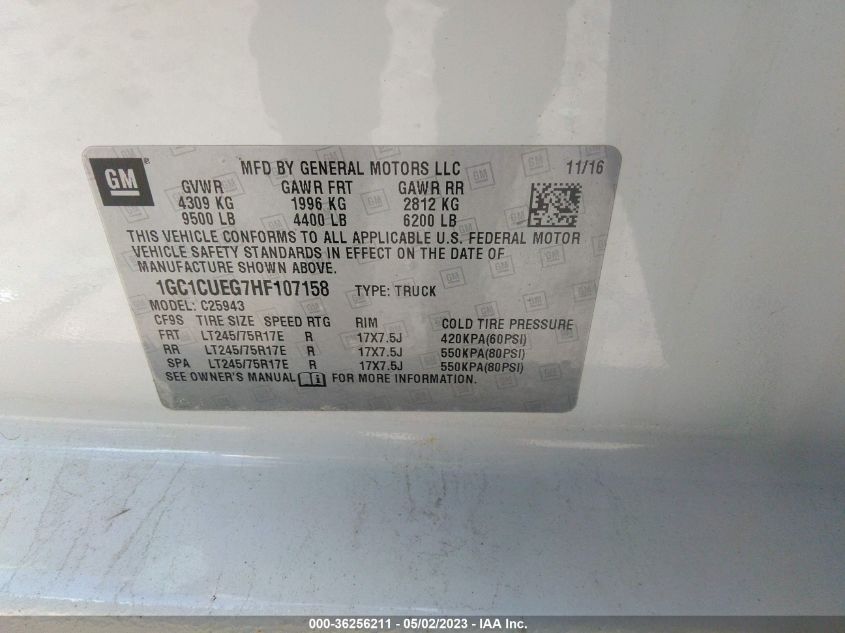 GM ® MFD BY GENERAL MOTORS LLC 11/16
GVWR GAWR FRT GAWR RR
4309 KG 1996 KG 2812 KG
9500 LB 4400 LB 6200 LB
THIS VEHICLE CONFORMS TO ALL APPLICABLE U.S. FEDERAL MOTOR
VEHICLE SAFETY STANDARDS IN EFFECT ON THE DATE OF
MANUFACTURE SHOWN ABOVE.
1GC1CUEG7HF107158 TYPE: TRUCK
MODEL: C25943
CF9S TIRE SIZE SPEED RTG RIM COLD TIRE PRESSURE
FRT LT245/75R17E R 17X7.5J 420KPA(60PSI)
RR LT245/75R17E R 17X7.5J 550KPA(80PSI)
SPA LT245/75R17E R 17X7.5J 550KPA(80PSI)
SEE OWNER'S MANUAL FOR MORE INFORMATION.
000-36256211 - 05/02/2023 - IAA Inc.